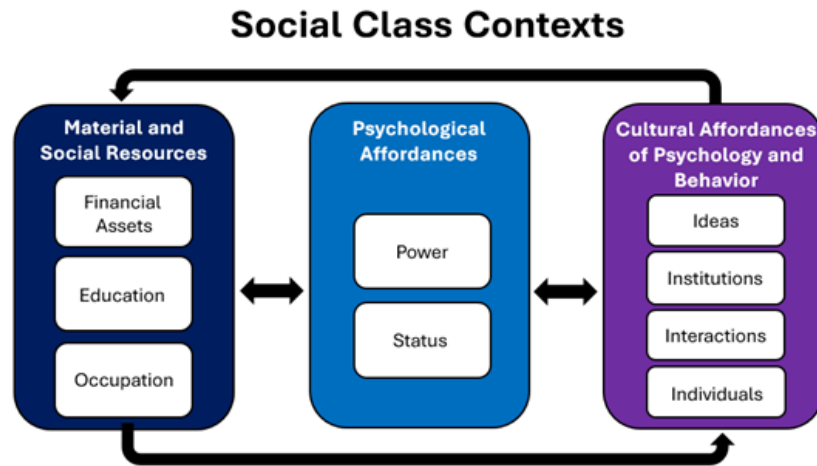 Social Class Contexts
Material and
Social Resources
Financial
Assets
Education
Occupation
Psychological
Affordances
Power
Status
Cultural Affordances
of Psychology and
Behavior
Ideas
Institutions
Interactions
Individuals